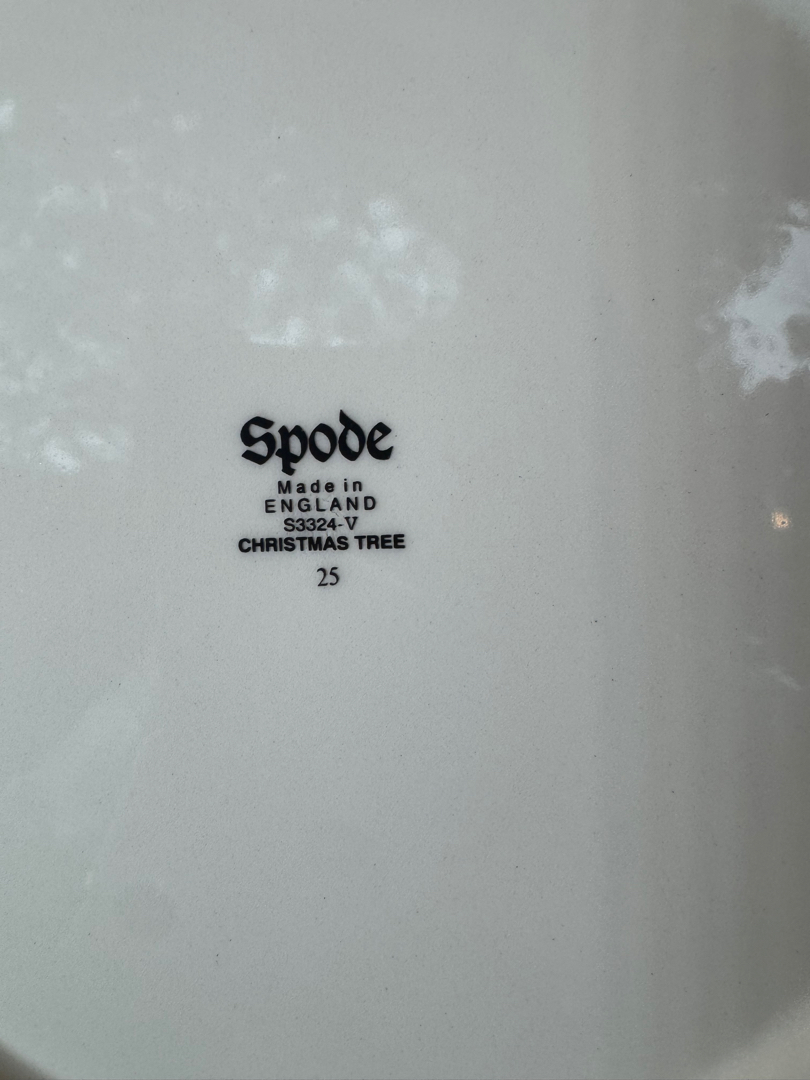 Spode
Made in
ENGLAND
S3324-V
CHRISTMAS TREE
25